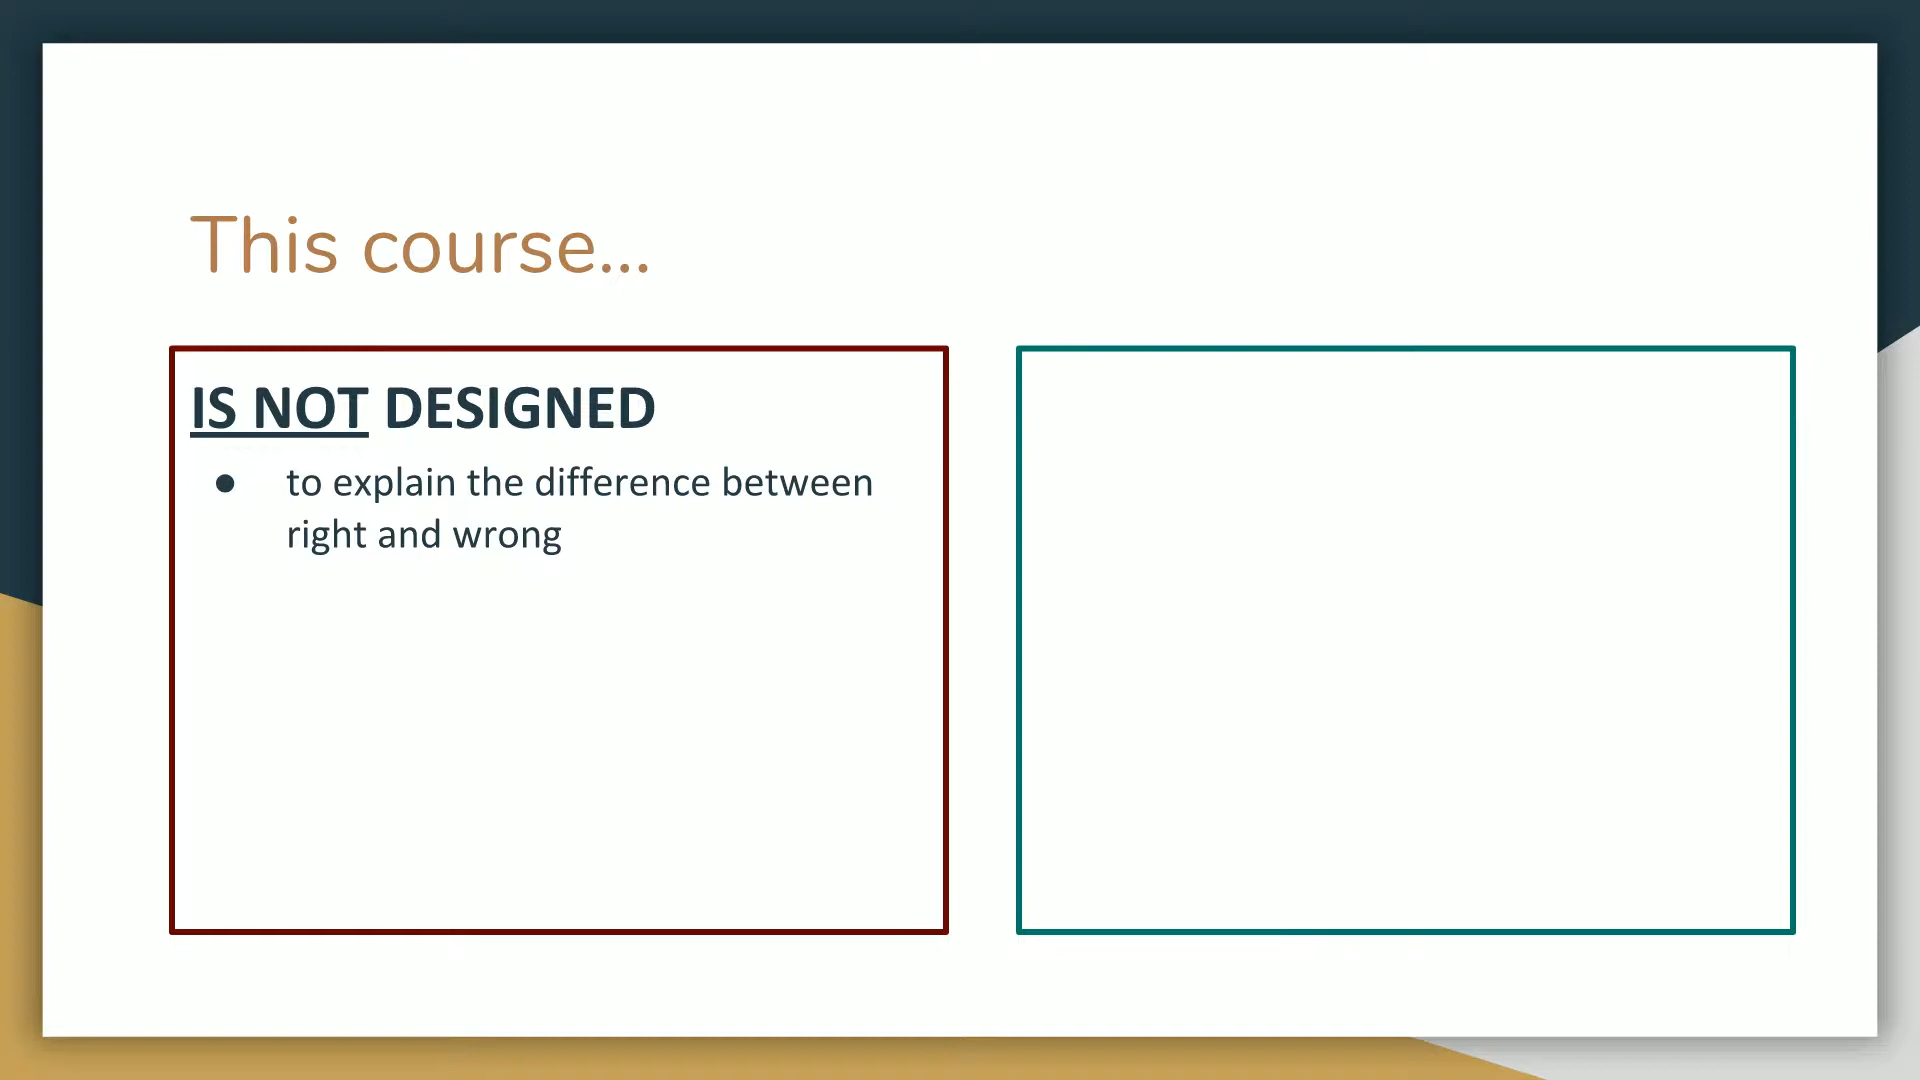 This course...
IS NOT DESIGNED
● to explain the difference between
right and wrong